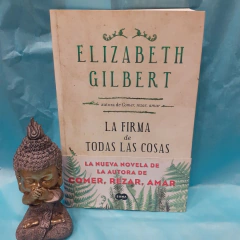 ELIZABETH
GILBERT
autora de Comer, rezar, amar
LA FIRMA
de
TODAS LAS COSAS
LA NUEVA NOVELA DE
LA AUTORA DE
COMER, REZAR, AMAR
SUMA